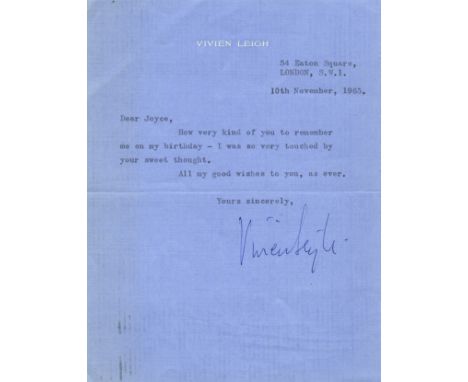 VIVIEN LEIGH
54 Eaton Square,
LONDON, S.W.1.
10th November, 1965.
Dear Joyce,
How very kind of you to remember
me on my birthday - I was so very touched by
your sweet thought.
All my good wishes to you, as ever.
Yours sincerely,
Vivien Leigh.